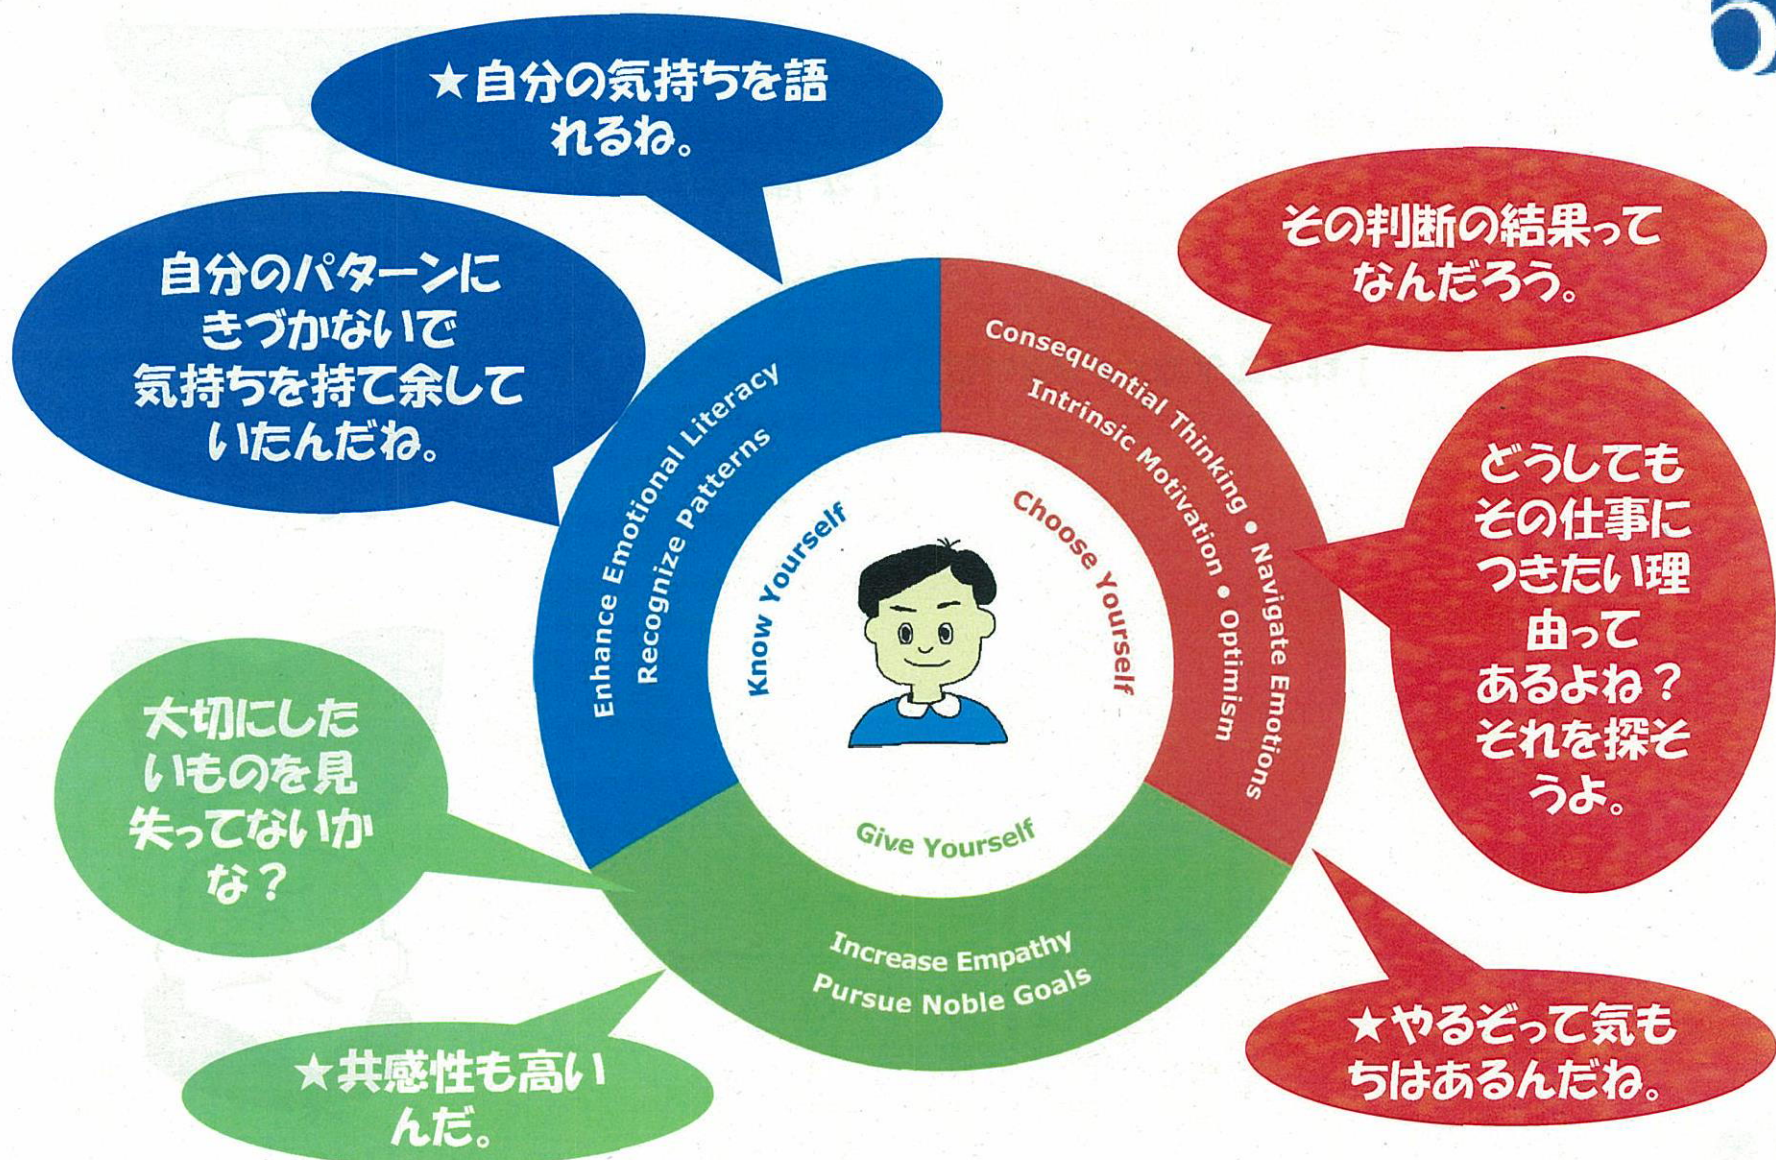 ★自分の気持ちを語
れるね。
自分のパターンに
きづかないで
気持ちを持て余して
いたんだね。
その判断の結果って
なんだろう。
どうしても
その仕事に
つきたい理
由って
あるよね？
それを探そ
うよ。
Enhance Emotional Literacy
Recognize Patterns
Know Yourself
Consequential Thinking • Navigate Emotions
Intrinsic Motivation • Optimism
Choose Yourself
Give Yourself
Increase Empathy
Pursue Noble Goals
大切にした
いものを見
失ってないか
な？
★共感性も高い
んだ。
★やるぞって気も
ちはあるんだね。